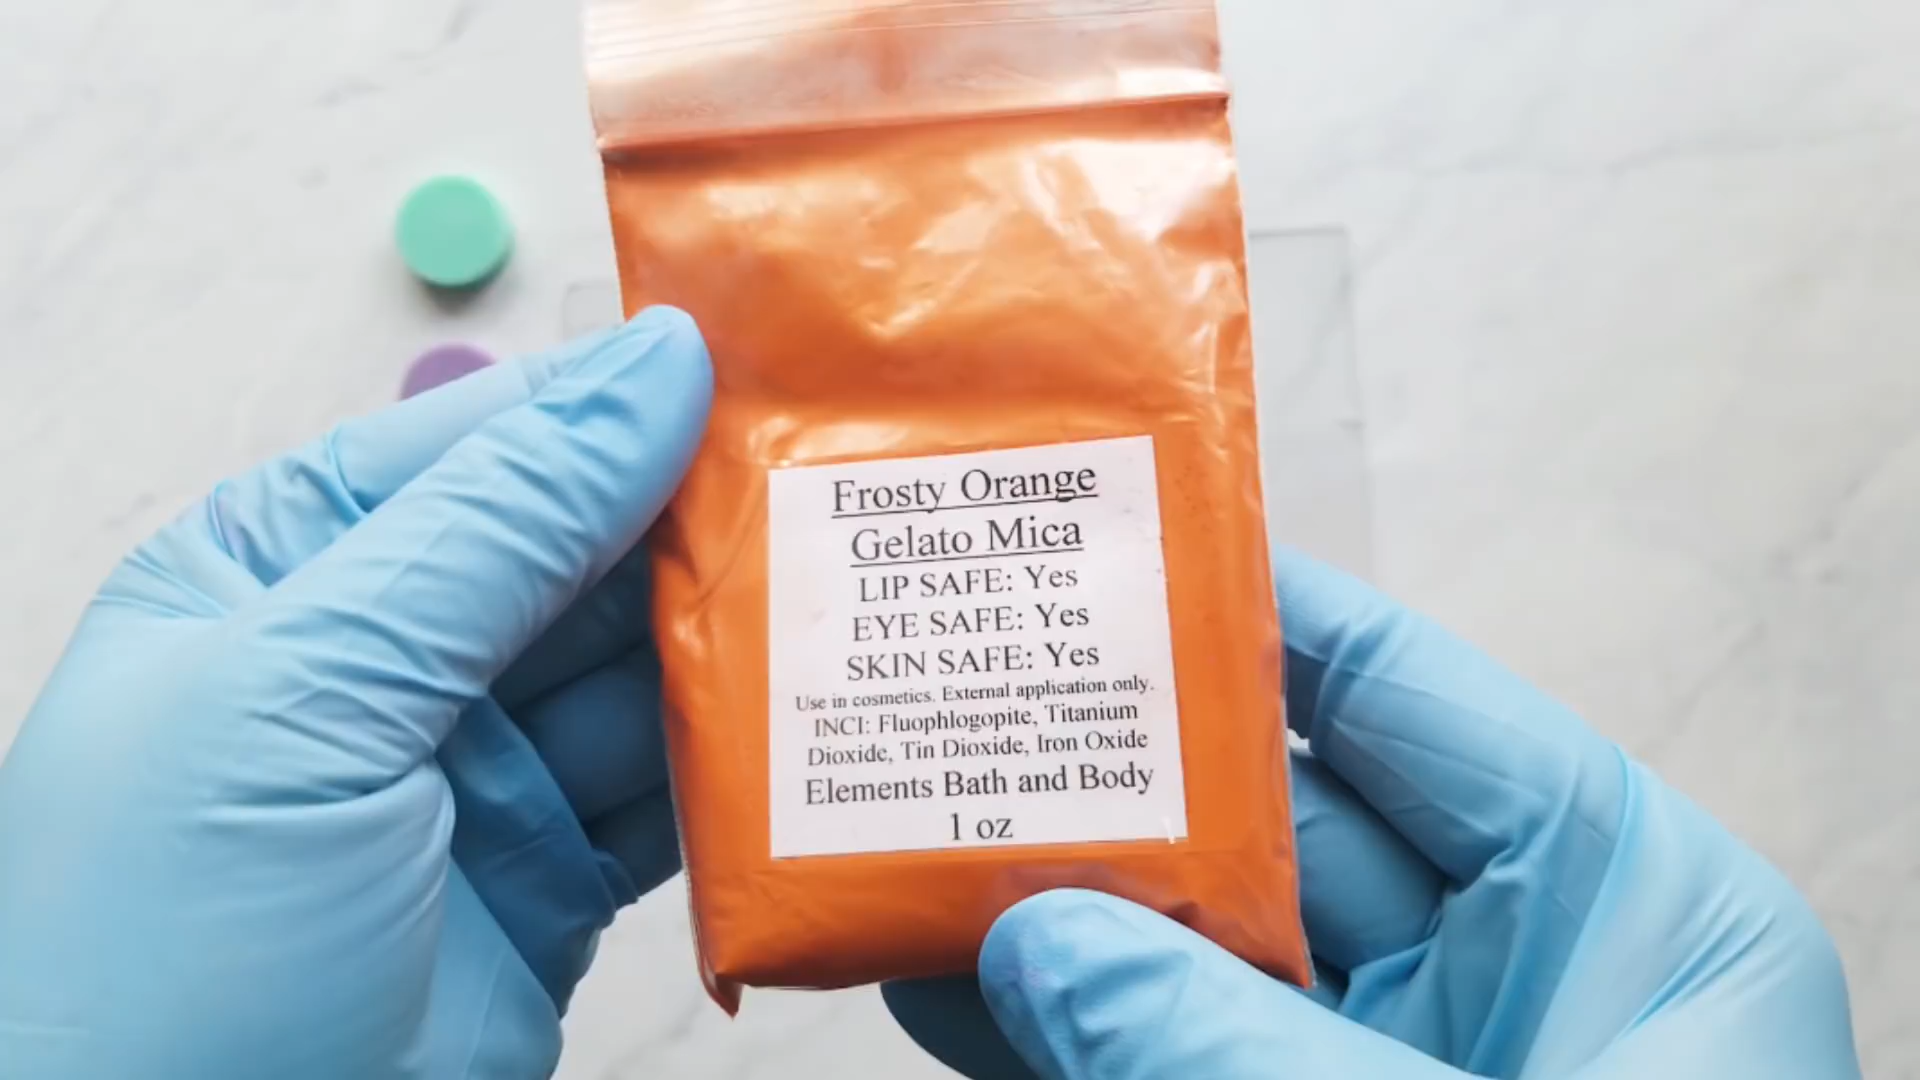 Frosty Orange
Gelato Mica
LIP SAFE: Yes
EYE SAFE: Yes
SKIN SAFE: Yes
Use in cosmetics. External application only.
INCI: Fluophlogopite, Titanium
Dioxide, Tin Dioxide, Iron Oxide
Elements Bath and Body
1 oz